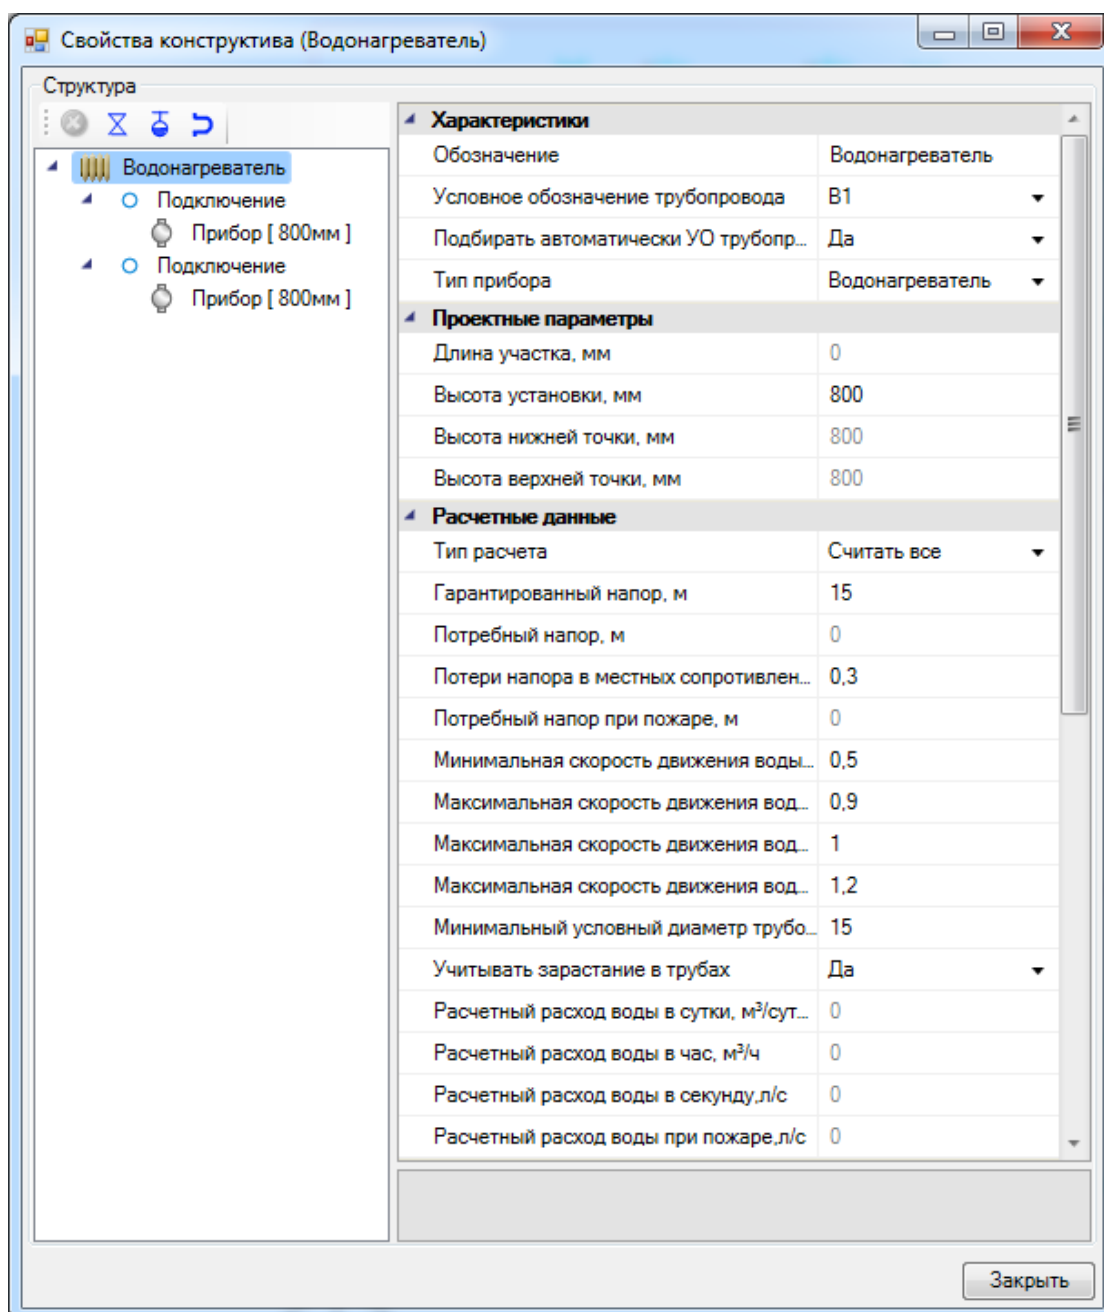 Свойства конструктива (Водонагреватель)
Структура
Водонагреватель
Подключение
Прибор [ 800мм ]
Подключение
Прибор [ 800мм ]
Характеристики
Обозначение Водонагреватель
Условное обозначение трубопровода В1
Подбирать автоматически УО трубопр... Да
Тип прибора Водонагреватель
Проектные параметры
Длина участка, мм 0
Высота установки, мм 800
Высота нижней точки, мм 800
Высота верхней точки, мм 800
Расчетные данные
Тип расчета Считать все
Гарантированный напор, м 15
Потребный напор, м 0
Потери напора в местных сопротивлен... 0,3
Потребный напор при пожаре, м 0
Минимальная скорость движения воды... 0,5
Максимальная скорость движения вод... 0,9
Максимальная скорость движения вод... 1
Максимальная скорость движения вод... 1,2
Минимальный условный диаметр трубо... 15
Учитывать зарастание в трубах Да
Расчетный расход воды в сутки, м³/сут... 0
Расчетный расход воды в час, м³/ч 0
Расчетный расход воды в секунду,л/с 0
Расчетный расход воды при пожаре,л/с 0
Закрыть